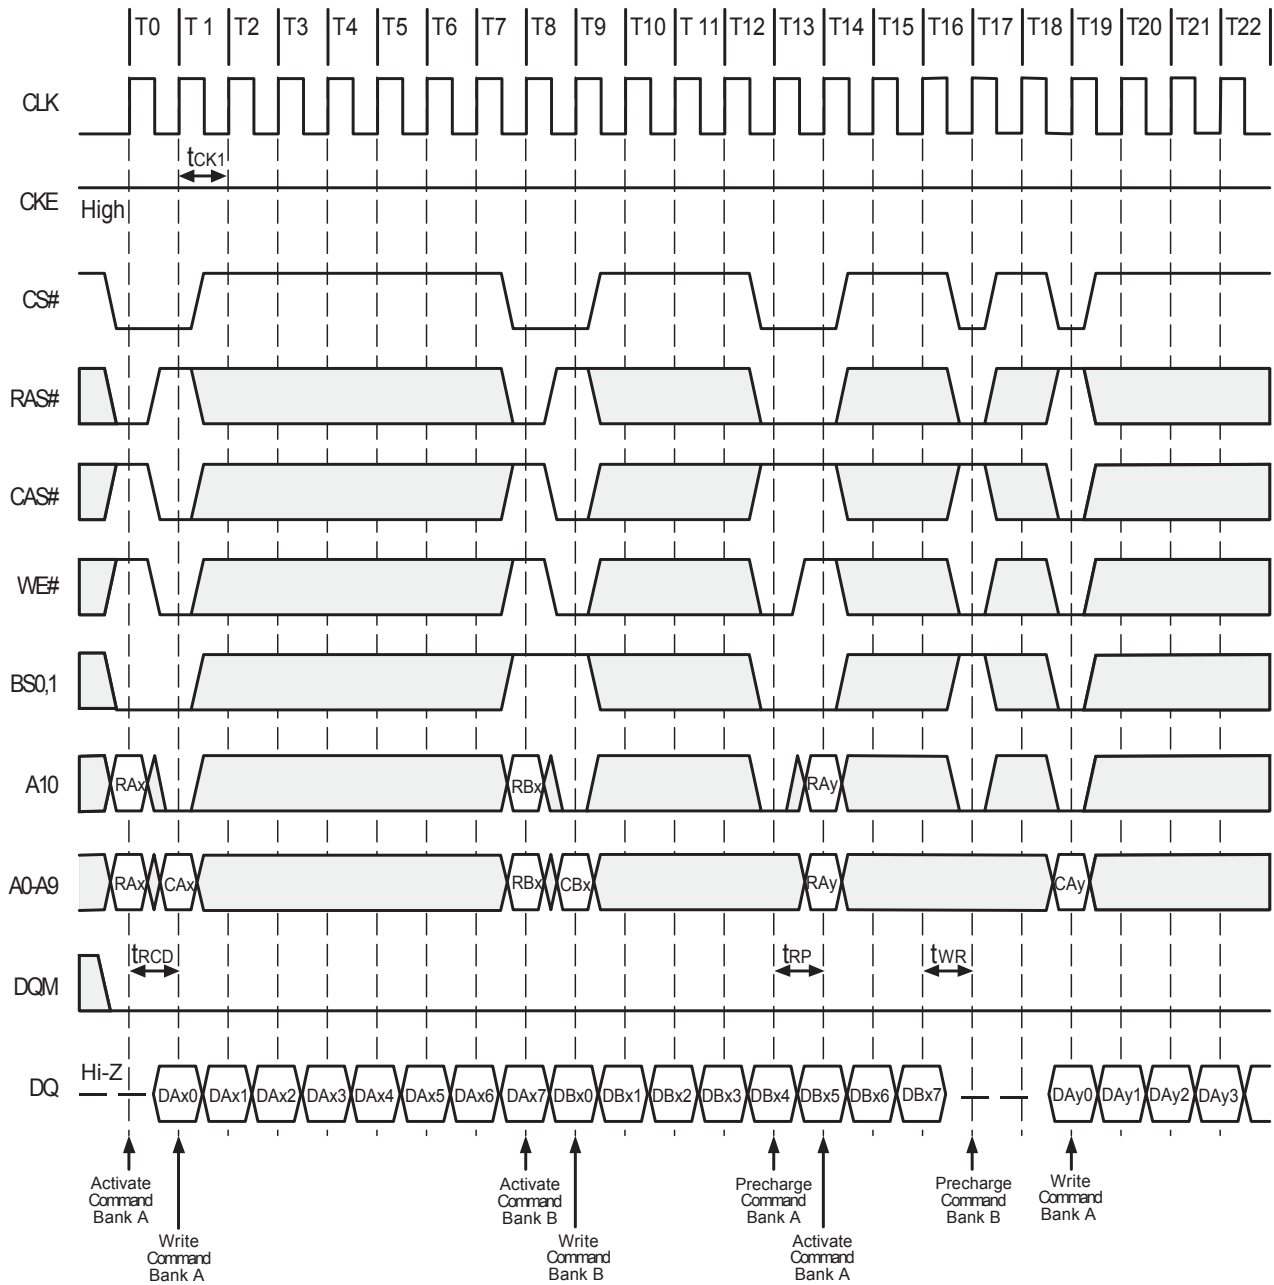 T0 T1 T2 T3 T4 T5 T6 T7 T8 T9 T10 T11 T12 T13 T14 T15 T16 T17 T18 T19 T20 T21 T22
CLK
tCK1
CKE
High
CS#
RAS#
CAS#
WE#
BS0,1
A10 RAx RBx RAy
A0-A9 RAx CAx RBx CBx RAy CAy
tRCD tRP tWR
DQM
Hi-Z
DQ DAx0 DAx1 DAx2 DAx3 DAx4 DAx5 DAx6 DAx7 DBx0 DBx1 DBx2 DBx3 DBx4 DBx5 DBx6 DBx7 DAy0 DAy1 DAy2 DAy3
Activate
Command
Bank A
Write
Command
Bank A
Activate
Command
Bank B
Write
Command
Bank B
Precharge
Command
Bank A
Activate
Command
Bank A
Precharge
Command
Bank B
Write
Command
Bank A